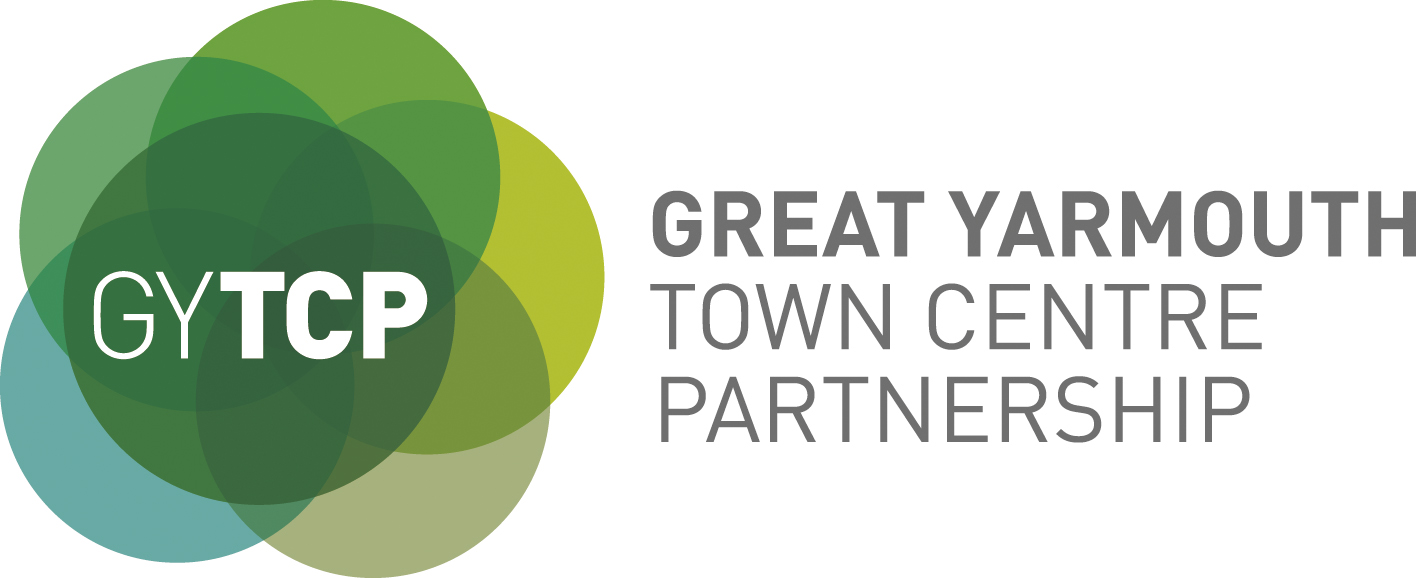 GYTCP
GREAT YARMOUTH
TOWN CENTRE
PARTNERSHIP